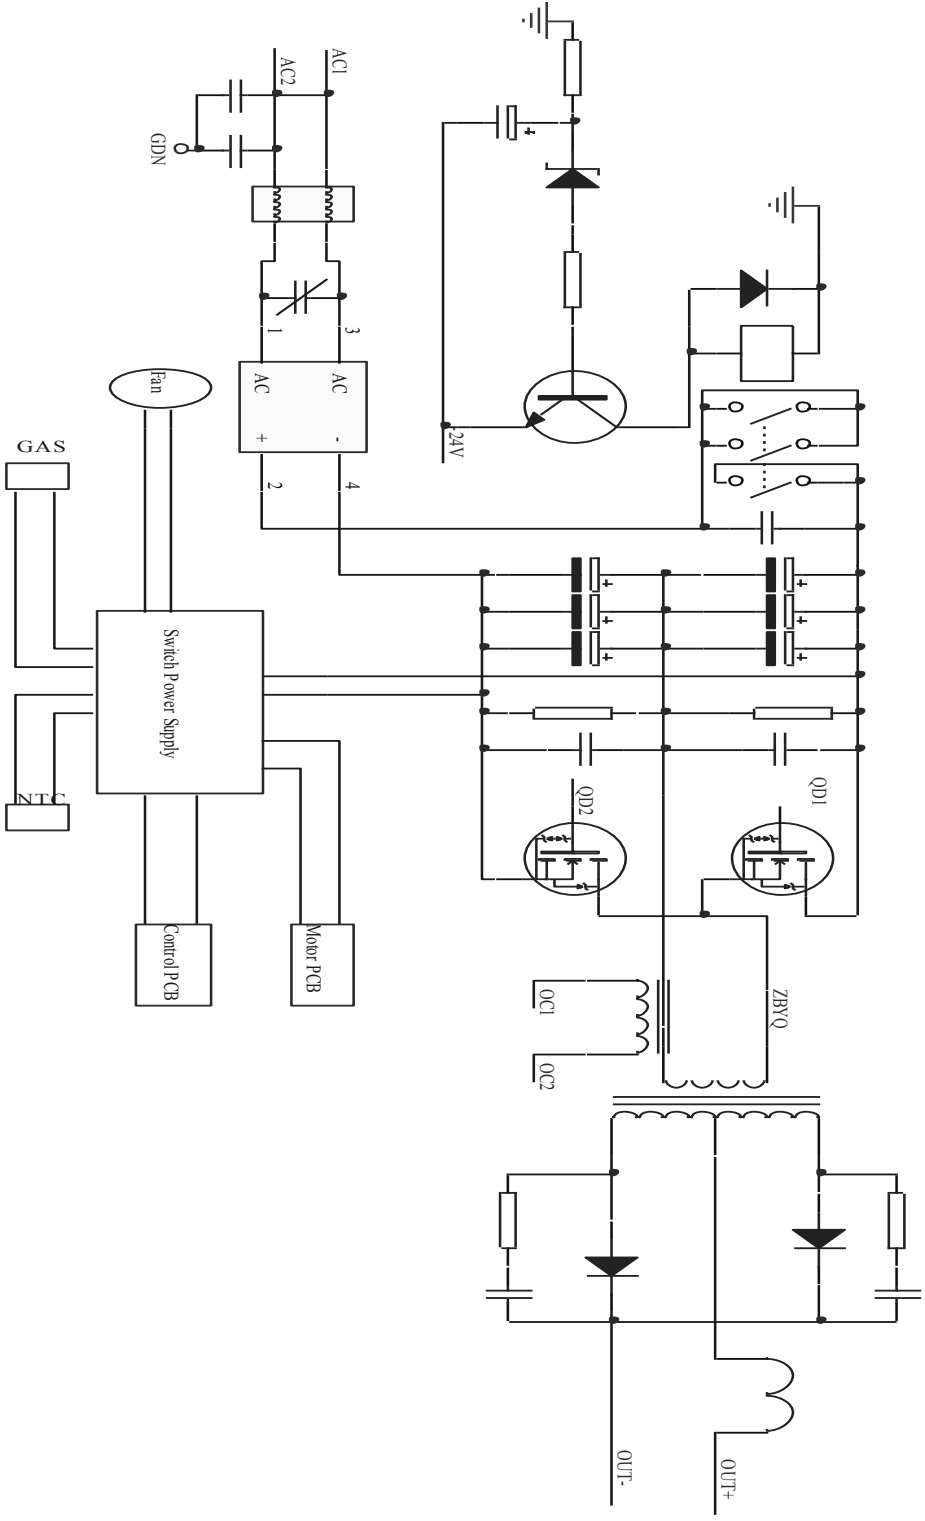 AC1
AC2
GDN
1
3
AC
AC
+
-
2
4
Fan
GAS
-24V
+
+
+
+
+
+
+
Switch Power Supply
NTC
Control PCB
Motor PCB
QD1
QD2
ZBYQ
OC1
OC2
OUT-
OUT+